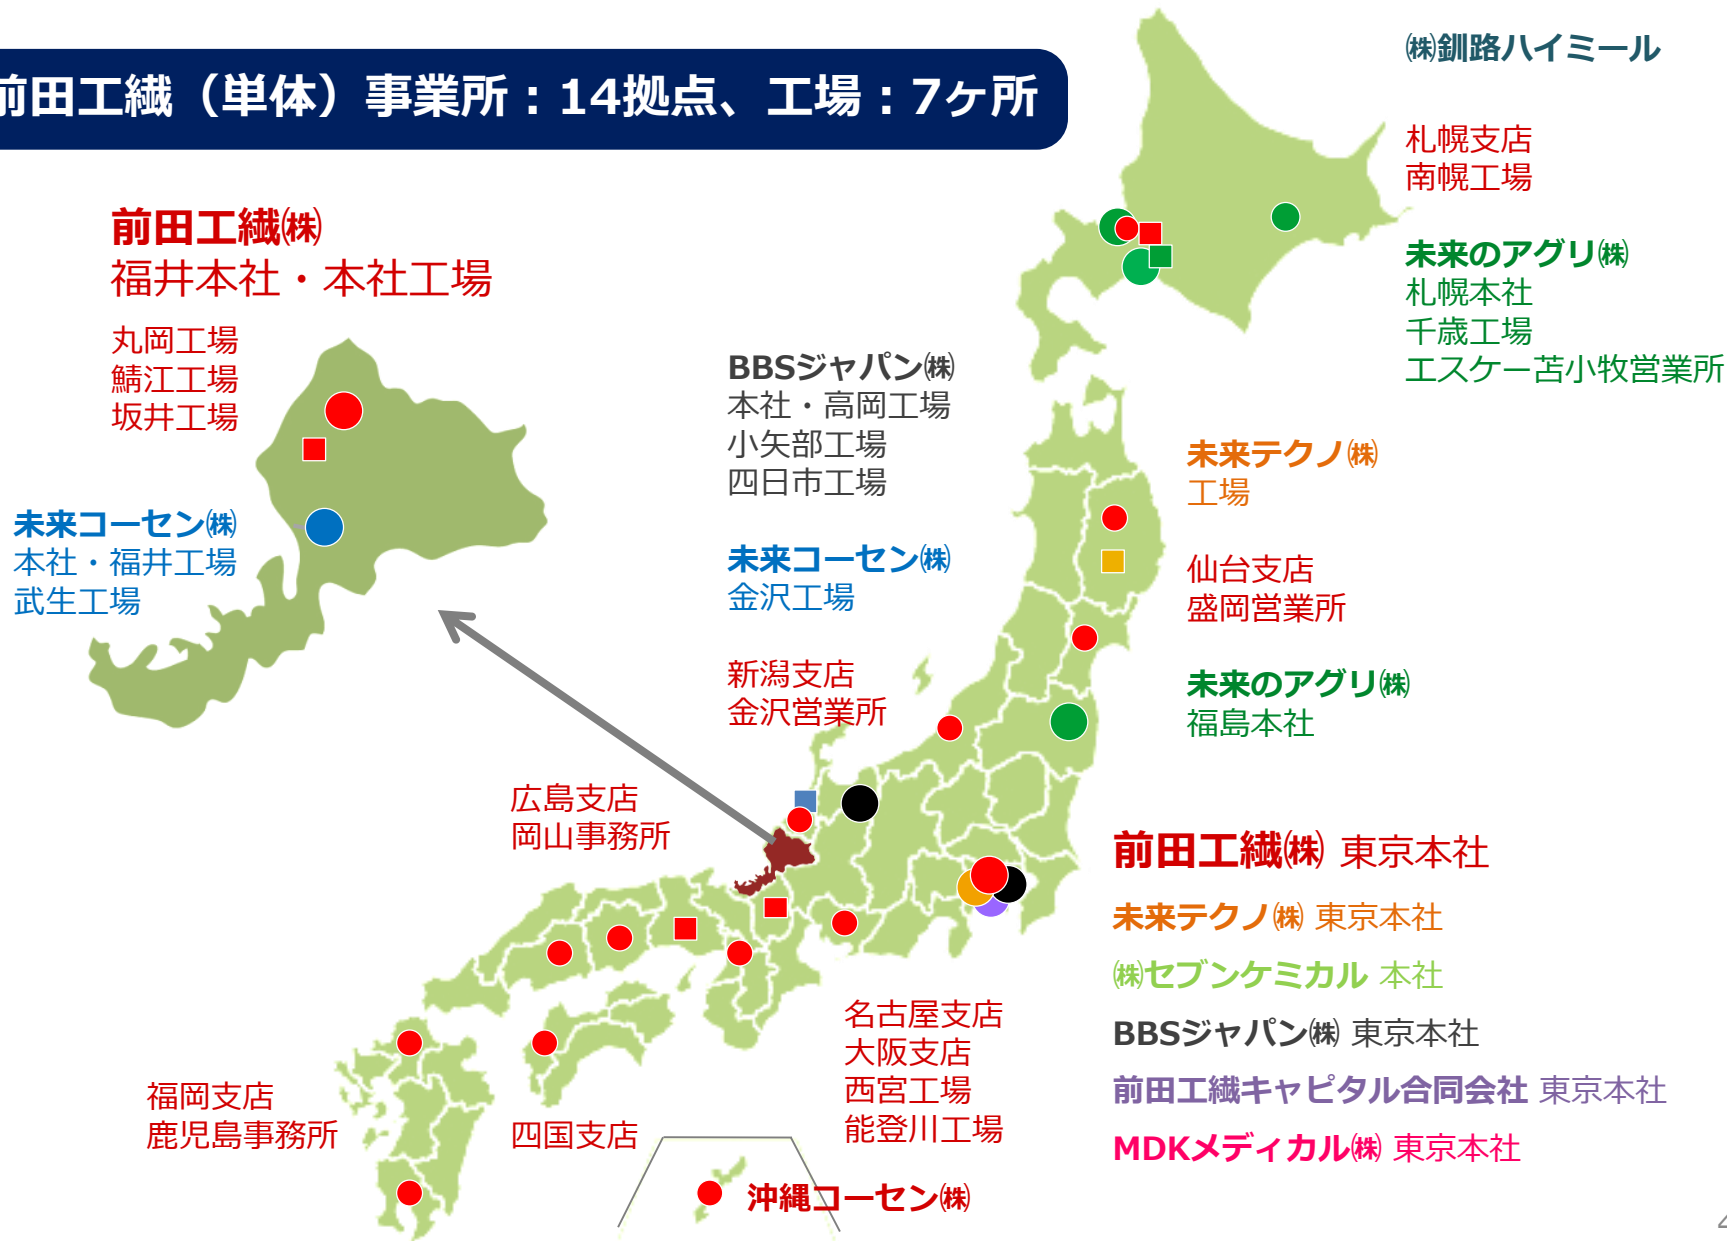 前田工繊（単体）事業所：14拠点、工場：7ヶ所
㈱釧路ハイミール
札幌支店
南幌工場
未来のアグリ㈱
札幌本社
千歳工場
エスケー苫小牧営業所
前田工繊㈱
福井本社・本社工場
丸岡工場
鯖江工場
坂井工場
未来コーセン㈱
本社・福井工場
武生工場
BBSジャパン㈱
本社・高岡工場
小矢部工場
四日市工場
未来コーセン㈱
金沢工場
新潟支店
金沢営業所
未来テクノ㈱
工場
仙台支店
盛岡営業所
未来のアグリ㈱
福島本社
広島支店
岡山事務所
前田工繊㈱ 東京本社
未来テクノ㈱ 東京本社
㈱セブンケミカル 本社
BBSジャパン㈱ 東京本社
前田工繊キャピタル合同会社 東京本社
MDKメディカル㈱ 東京本社
名古屋支店
大阪支店
西宮工場
能登川工場
福岡支店
鹿児島事務所
四国支店
沖縄コーセン㈱